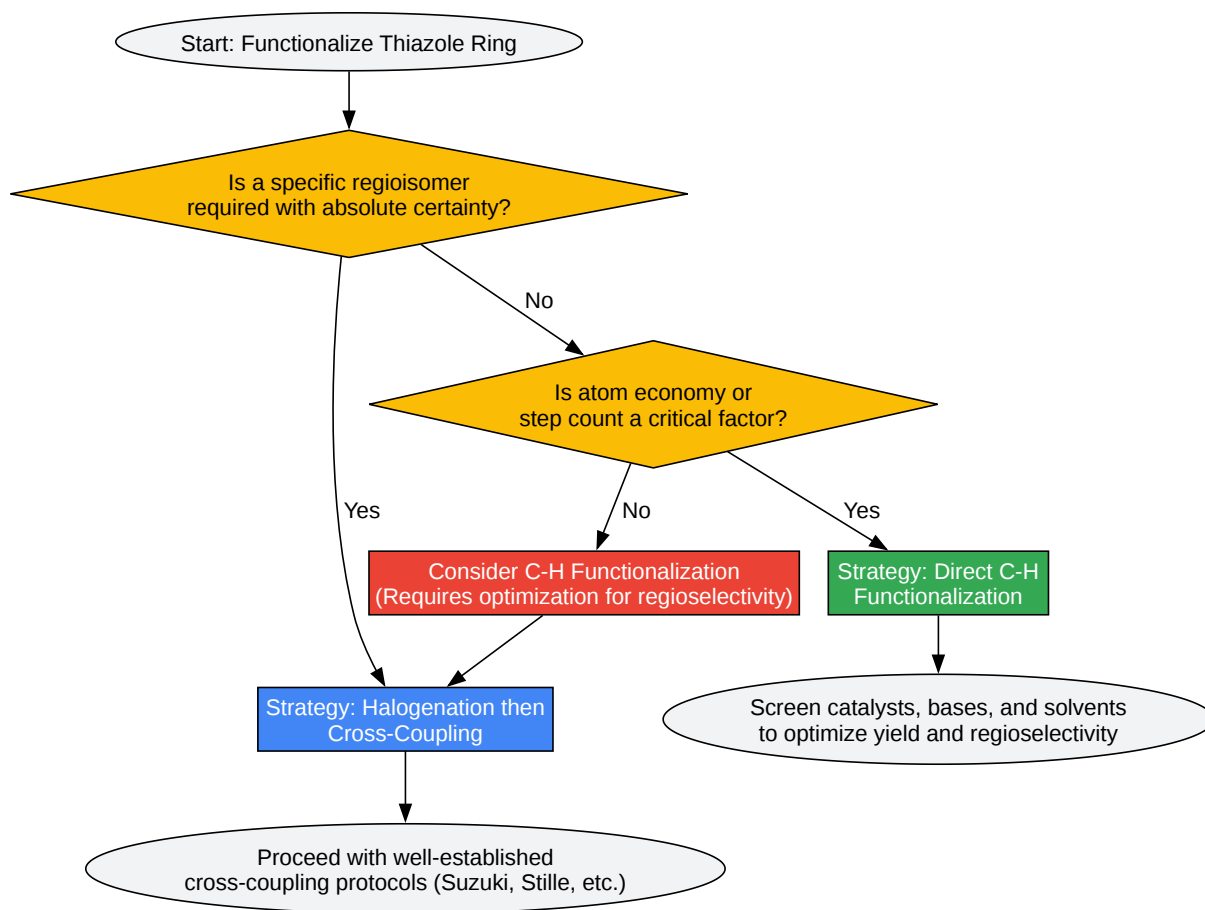 Start: Functionalize Thiazole Ring
Is a specific regioisomer
required with absolute certainty?
No
Is atom economy or
step count a critical factor?
Yes
No
Yes
Consider C-H Functionalization
(Requires optimization for regioselectivity)
Strategy: Direct C-H
Functionalization
Strategy: Halogenation then
Cross-Coupling
Screen catalysts, bases, and solvents
to optimize yield and regioselectivity
Proceed with well-established
cross-coupling protocols (Suzuki, Stille, etc.)